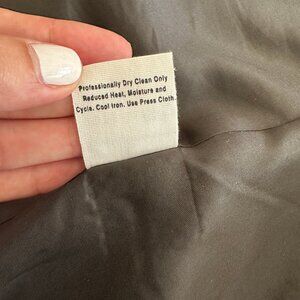 Professionally Dry Clean Only
Reduced Heat, Moisture and
Cycle. Cool Iron. Use Press Cloth.